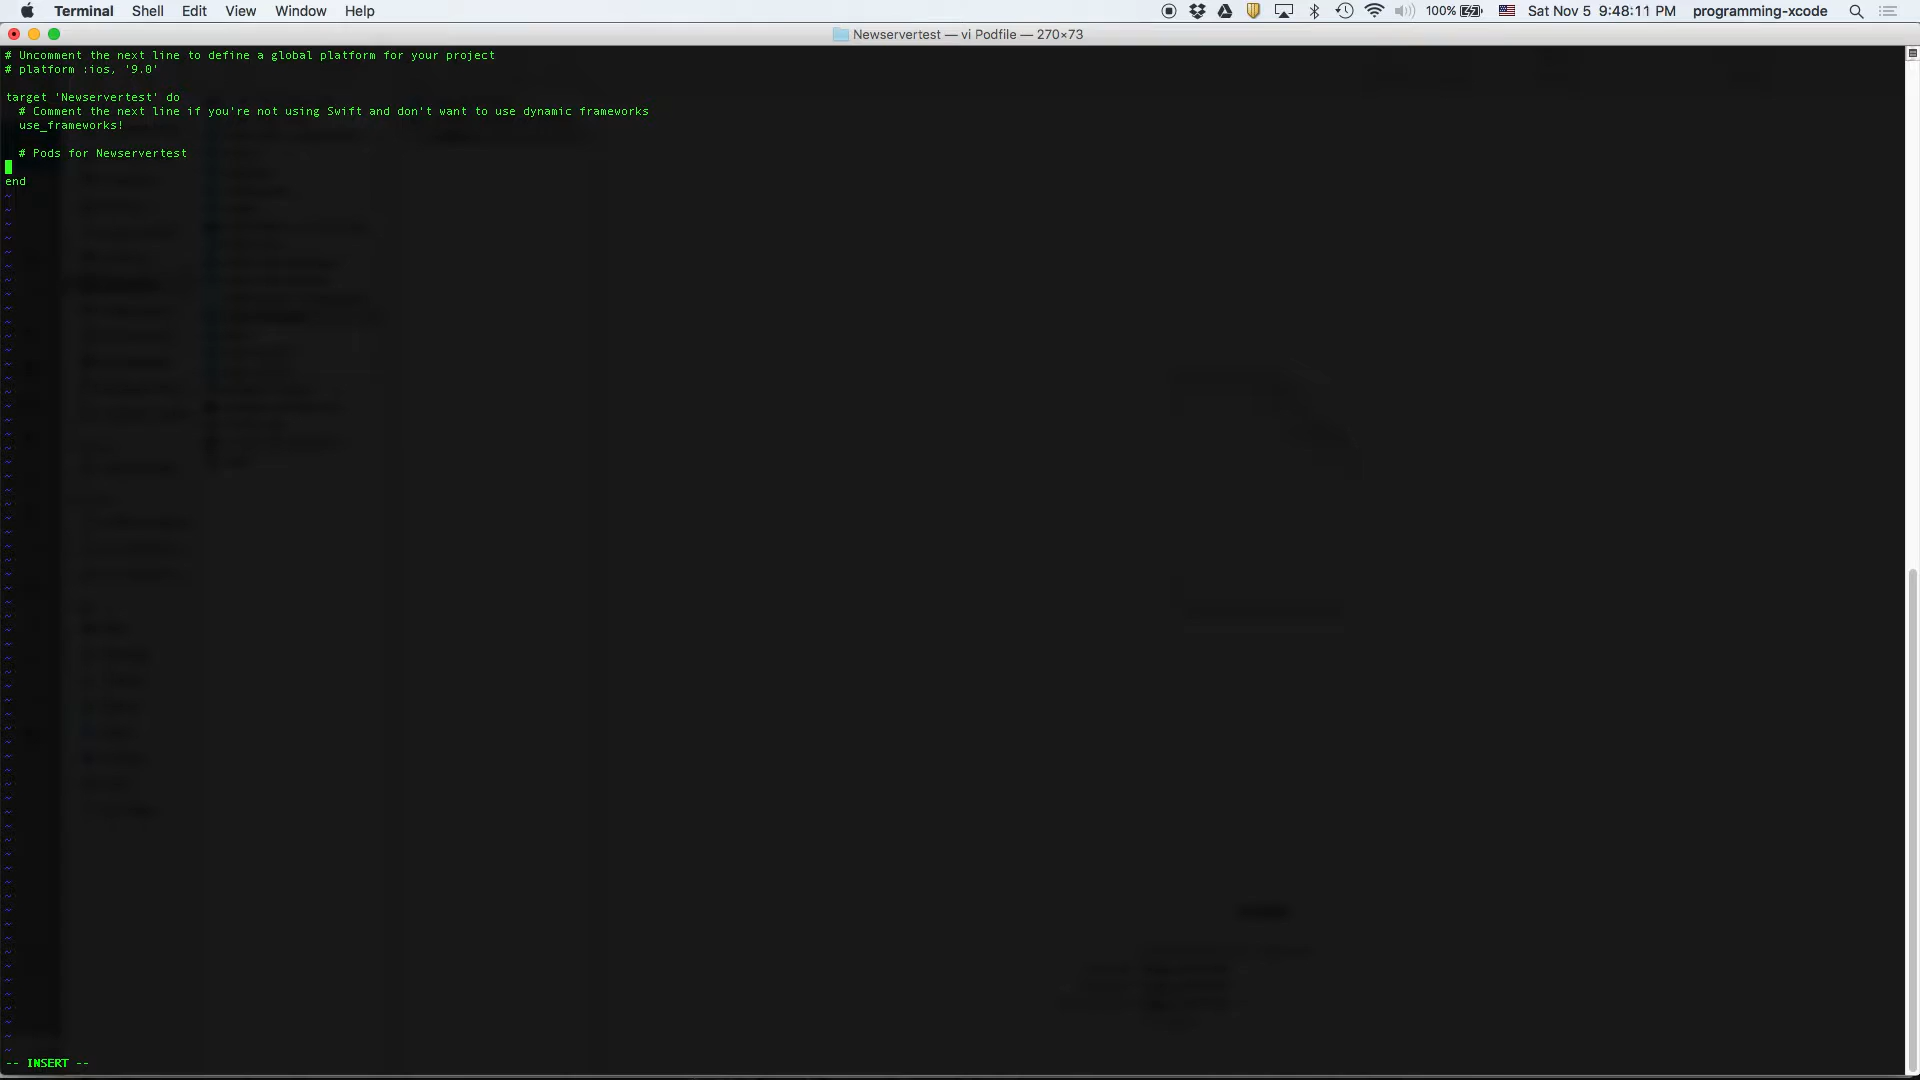 Terminal Shell Edit View Window Help 100% Sat Nov 5 9:48:11 PM programming-xcode
Newservertest — vi Podfile — 270×73
# Uncomment the next line to define a global platform for your project
# platform :ios, '9.0'
target 'Newservertest' do
# Comment the next line if you're not using Swift and don't want to use dynamic frameworks
use_frameworks!
# Pods for Newservertest
end
-- INSERT --